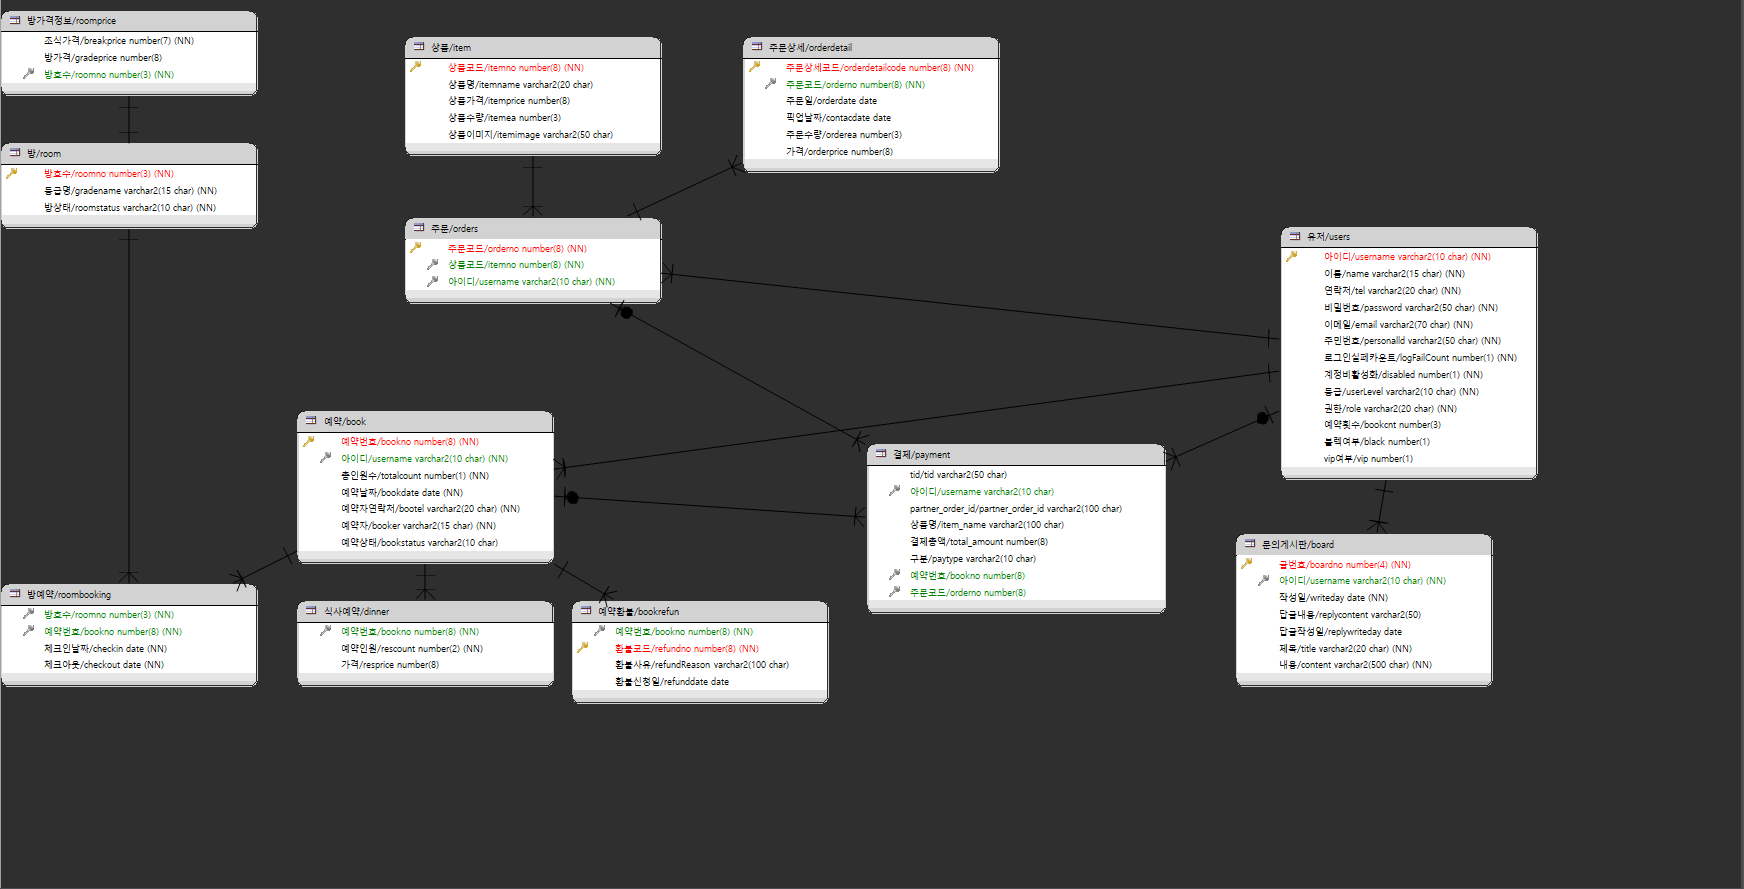 방가격정보/roomprice
조식가격/breakprice number(7) (NN)
방가격/gradeprice number(8)
방호수/roomno number(3) (NN)
방/room
방호수/roomno number(3) (NN)
등급명/gradename varchar2(15 char) (NN)
방상태/roomstatus varchar2(10 char) (NN)
상품/item
상품코드/itemno number(8) (NN)
상품명/itemname varchar2(20 char)
상품가격/itemprice number(8)
상품수량/itemea number(3)
상품이미지/itemimage varchar2(50 char)
주문상세/orderdetail
주문상세코드/orderdetailcode number(8) (NN)
주문코드/orderno number(8) (NN)
주문일/orderdate date
픽업날짜/contacdate date
주문수량/orderea number(3)
가격/orderprice number(8)
주문/orders
주문코드/orderno number(8) (NN)
상품코드/itemno number(8) (NN)
아이디/username varchar2(10 char) (NN)
유저/users
아이디/username varchar2(10 char) (NN)
이름/name varchar2(15 char) (NN)
연락처/tel varchar2(20 char) (NN)
비밀번호/password varchar2(50 char) (NN)
이메일/email varchar2(70 char) (NN)
주민번호/personalId varchar2(50 char) (NN)
로그인실패카운트/logFailCount number(1) (NN)
계정비활성화/disabled number(1) (NN)
등급/userLevel varchar2(10 char) (NN)
권한/role varchar2(20 char) (NN)
예약횟수/bookcnt number(3)
블랙여부/black number(1)
vip여부/vip number(1)
예약/book
예약번호/bookno number(8) (NN)
아이디/username varchar2(10 char) (NN)
총인원수/totalcount number(1) (NN)
예약날짜/bookdate date (NN)
예약자연락처/bootel varchar2(20 char) (NN)
예약자/booker varchar2(15 char) (NN)
예약상태/bookstatus varchar2(10 char)
결제/payment
tid/tid varchar2(50 char)
아이디/username varchar2(10 char)
partner_order_id/partner_order_id varchar2(100 char)
상품명/item_name varchar2(100 char)
결제총액/total_amount number(8)
구분/paytype varchar2(10 char)
예약번호/bookno number(8)
주문코드/orderno number(8)
문의게시판/board
글번호/boardno number(4) (NN)
아이디/username varchar2(10 char) (NN)
작성일/writeday date (NN)
답글내용/replycontent varchar2(50)
답글작성일/replywriteday date
제목/title varchar2(20 char) (NN)
내용/content varchar2(500 char) (NN)
방예약/roombooking
방호수/roomno number(3) (NN)
예약번호/bookno number(8) (NN)
체크인날짜/checkin date (NN)
체크아웃/checkout date (NN)
식사예약/dinner
예약번호/bookno number(8) (NN)
예약인원/rescount number(2) (NN)
가격/resprice number(8)
예약환불/bookrefun
예약번호/bookno number(8) (NN)
환불코드/refundno number(8) (NN)
환불사유/refundReason varchar2(100 char)
환불신청일/refunddate date